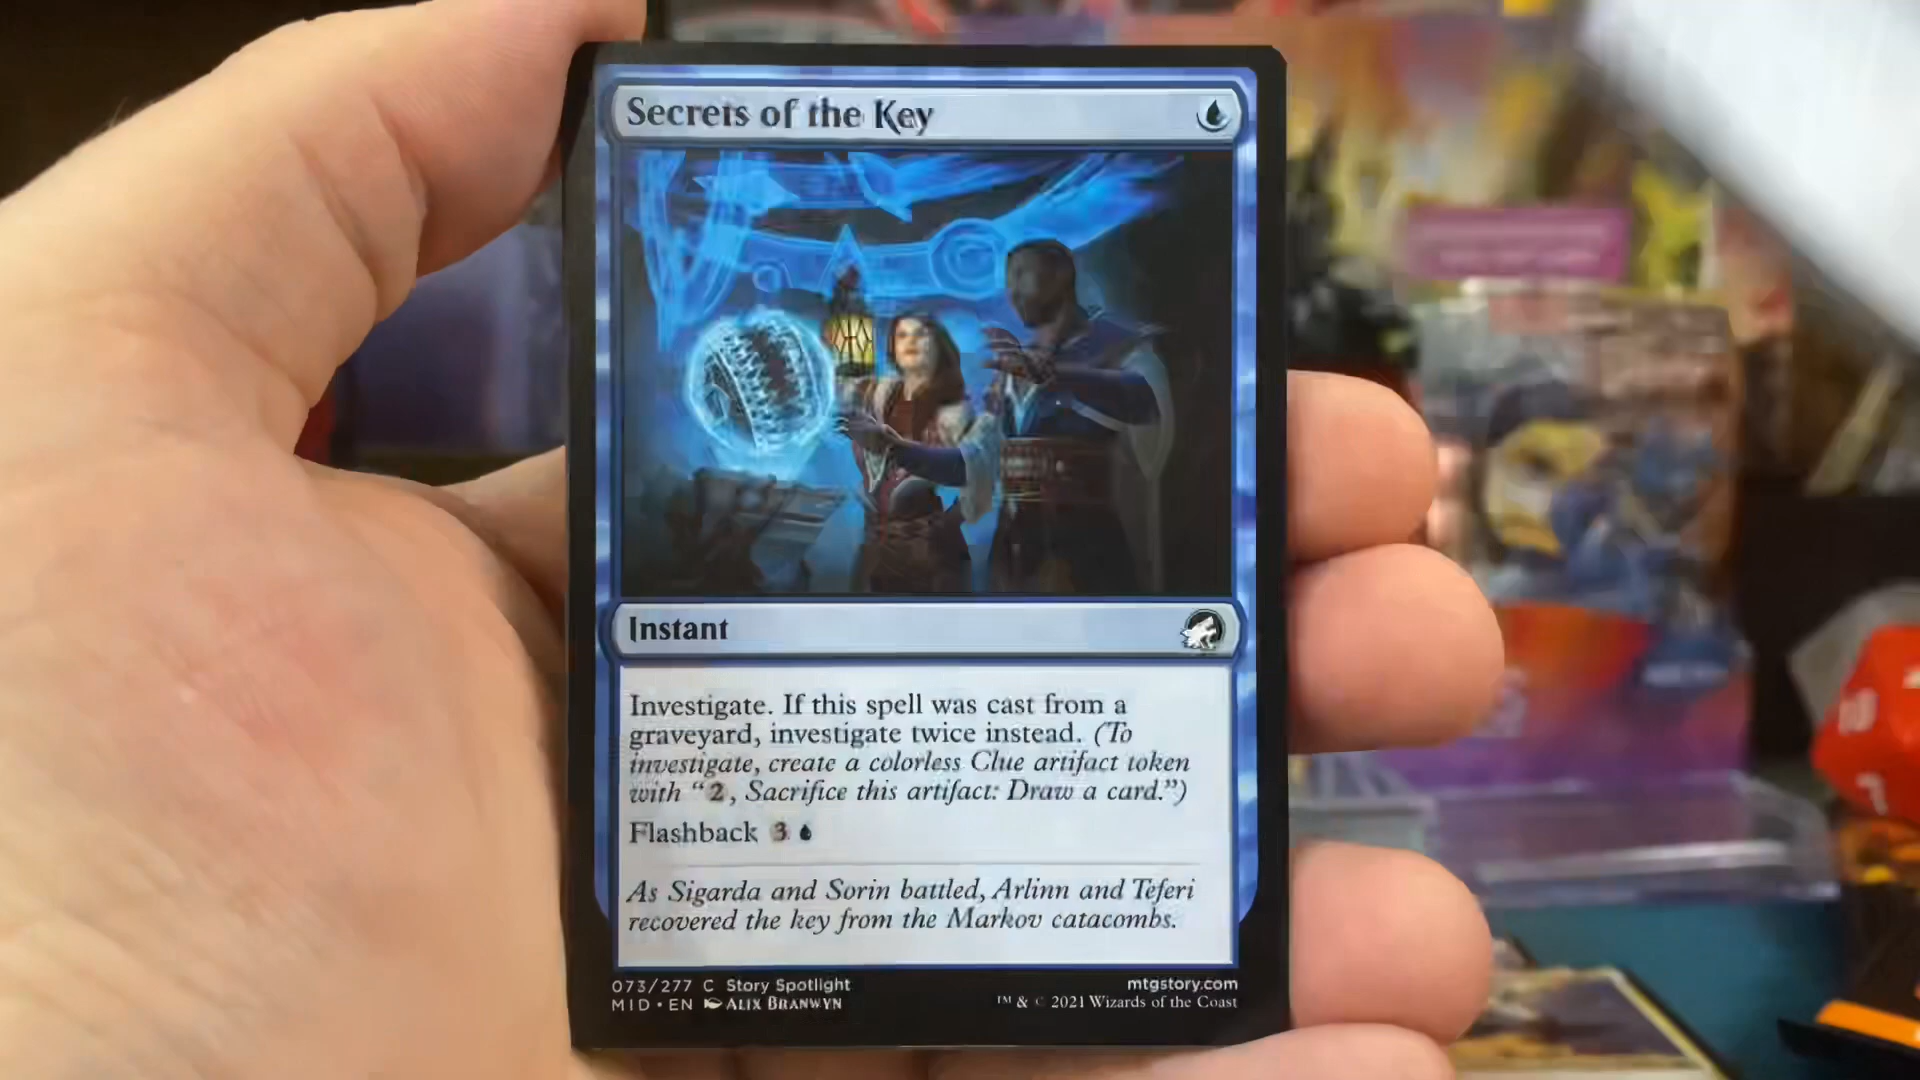 Secrets of the Key
Instant
Investigate. If this spell was cast from a
graveyard, investigate twice instead. (To
investigate, create a colorless Clue artifact token
with “2, Sacrifice this artifact: Draw a card.”)
Flashback 3
As Sigarda and Sorin battled, Arlinn and Teferi
recovered the key from the Markov catacombs.
073/277 C Story Spotlight
mtgstory.com
MID • EN ALIX BRANWYN
™ & © 2021 Wizards of the Coast
10
7